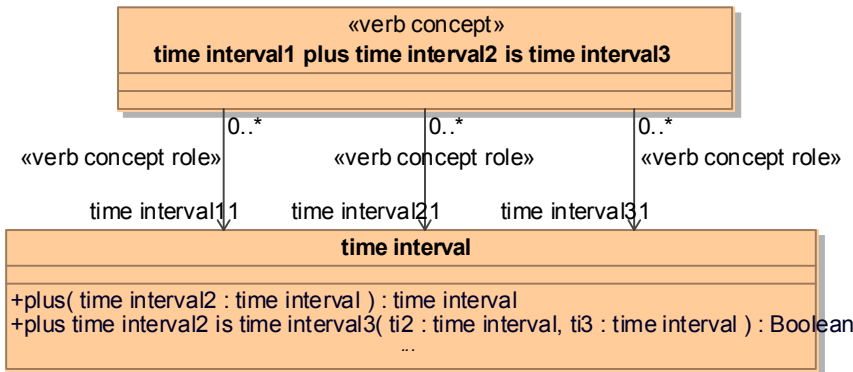 «verb concept»
time interval1 plus time interval2 is time interval3
0..* 0..* 0..*
«verb concept role» «verb concept role» «verb concept role»
time interval1 1 time interval2 1 time interval3 1
time interval
+plus( time interval2 : time interval ) : time interval
+plus time interval2 is time interval3( ti2 : time interval, ti3 : time interval ) : Boolean
...